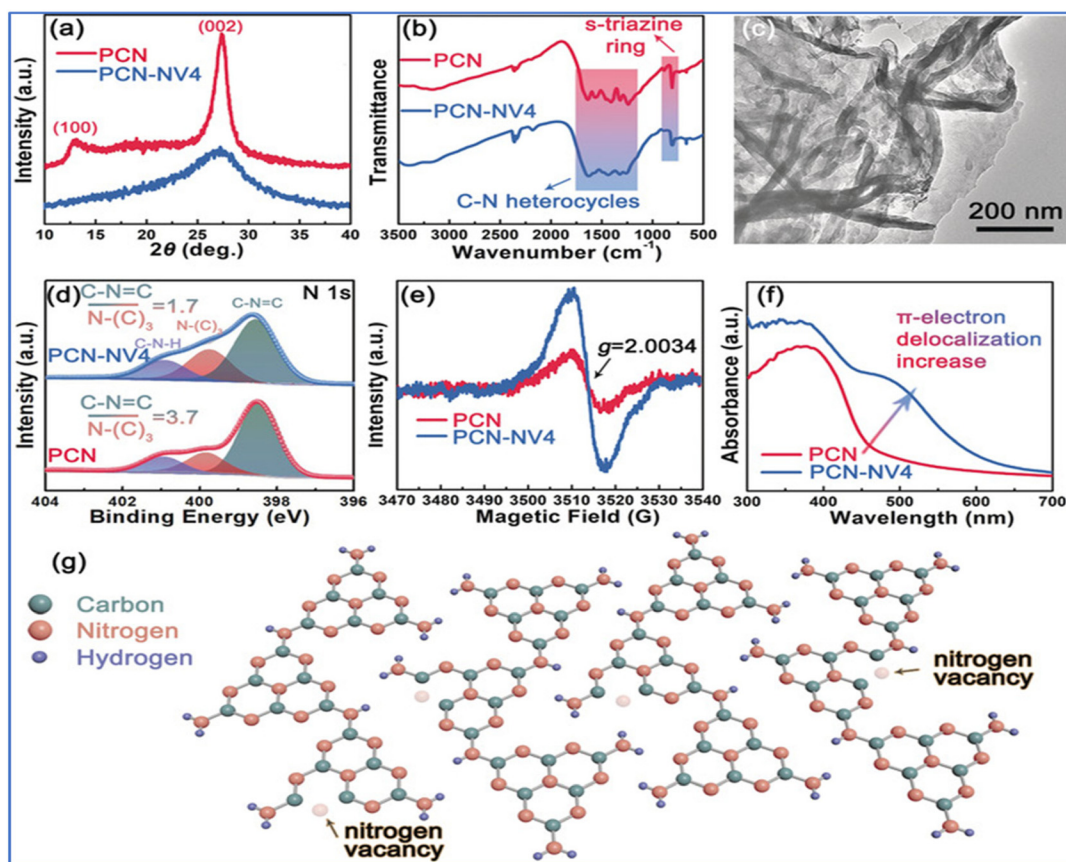 (a)
(002)
PCN
PCN-NV4
(100)
Intensity (a.u.)
10 15 20 25 30 35 40
2θ (deg.)
(b)
s-triazine
ring
PCN
PCN-NV4
C-N heterocycles
Transmittance
3500 2500 2000 1500 1000 500
Wavenumber (cm⁻¹)
(c)
200 nm
(d)
N 1s
C-N=C
N-(C)₃
=1.7
C-N=C
N-(C)
C-N-H
PCN-NV4
C-N=C
N-(C)₃
=3.7
PCN
Intensity (a.u.)
404 402 400 398 396
Binding Energy (eV)
(e)
g=2.0034
PCN
PCN-NV4
Intensity (a.u.)
3470 3480 3490 3500 3510 3520 3530 3540
Magetic Field (G)
(f)
π-electron
delocalization
increase
PCN
PCN-NV4
Absorbance (a.u.)
300 400 500 600 700
Wavelength (nm)
(g)
Carbon
Nitrogen
Hydrogen
nitrogen
vacancy
nitrogen
vacancy